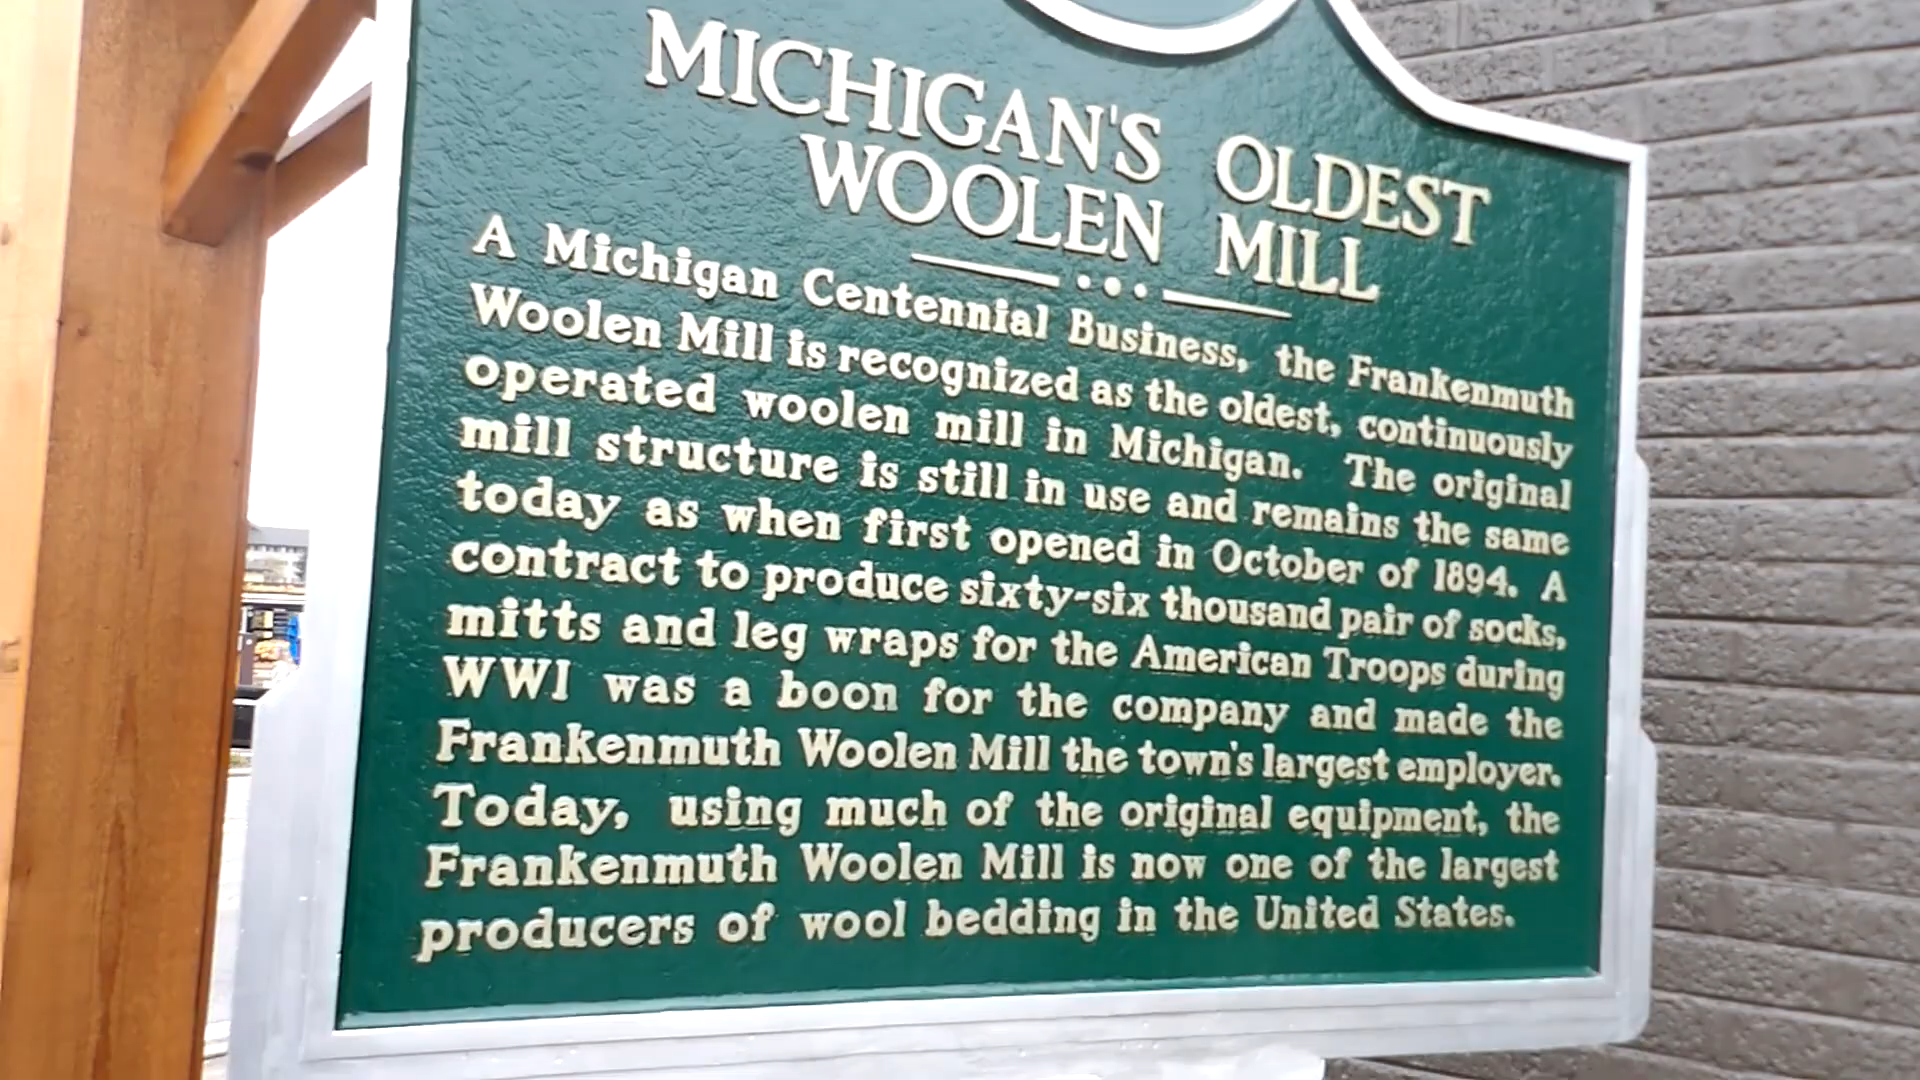 MICHIGAN'S OLDEST
WOOLEN MILL
A Michigan Centennial Business, the Frankenmuth
Woolen Mill is recognized as the oldest, continuously
operated woolen mill in Michigan. The original
mill structure is still in use and remains the same
today as when first opened in October of 1894. A
contract to produce sixty-six thousand pair of socks,
mitts and leg wraps for the American Troops during
WWI was a boon for the company and made the
Frankenmuth Woolen Mill the town's largest employer.
Today, using much of the original equipment, the
Frankenmuth Woolen Mill is now one of the largest
producers of wool bedding in the United States.